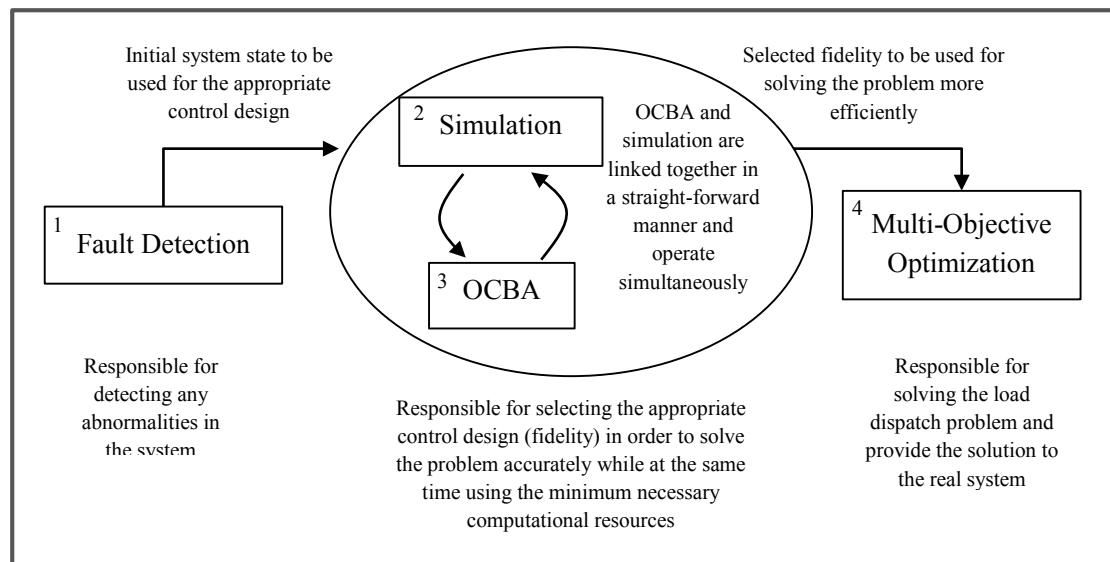 Initial system state to be
used for the appropriate
control design
Selected fidelity to be used for
solving the problem more
efficiently
1
Fault Detection
2
Simulation
3
OCBA
OCBA and
simulation are
linked together in
a straight-forward
manner and
operate
simultaneously
4
Multi-Objective
Optimization
Responsible for
detecting any
abnormalities in
the system
Responsible for selecting the appropriate
control design (fidelity) in order to solve
the problem accurately while at the same
time using the minimum necessary
computational resources
Responsible for
solving the load
dispatch problem and
provide the solution to
the real system